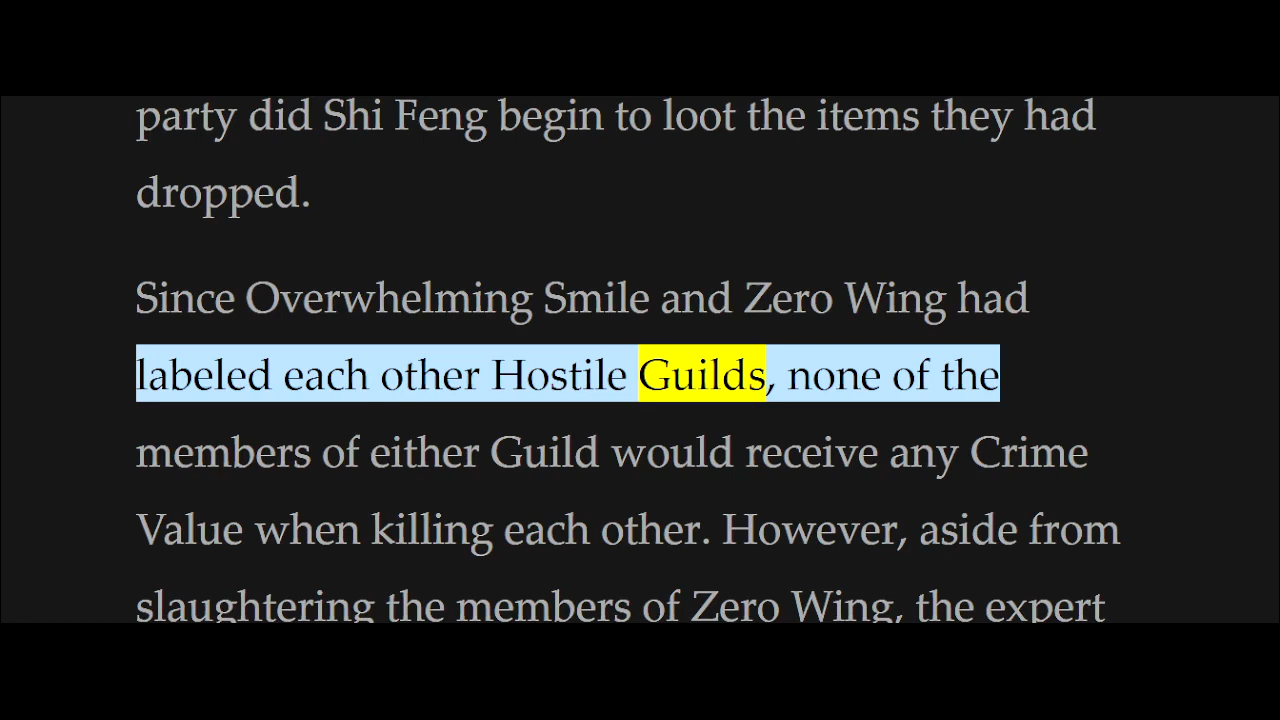 party did Shi Feng begin to loot the items they had
dropped.
Since Overwhelming Smile and Zero Wing had
labeled each other Hostile Guilds, none of the
members of either Guild would receive any Crime
Value when killing each other. However, aside from
slaughtering the members of Zero Wing, the expert